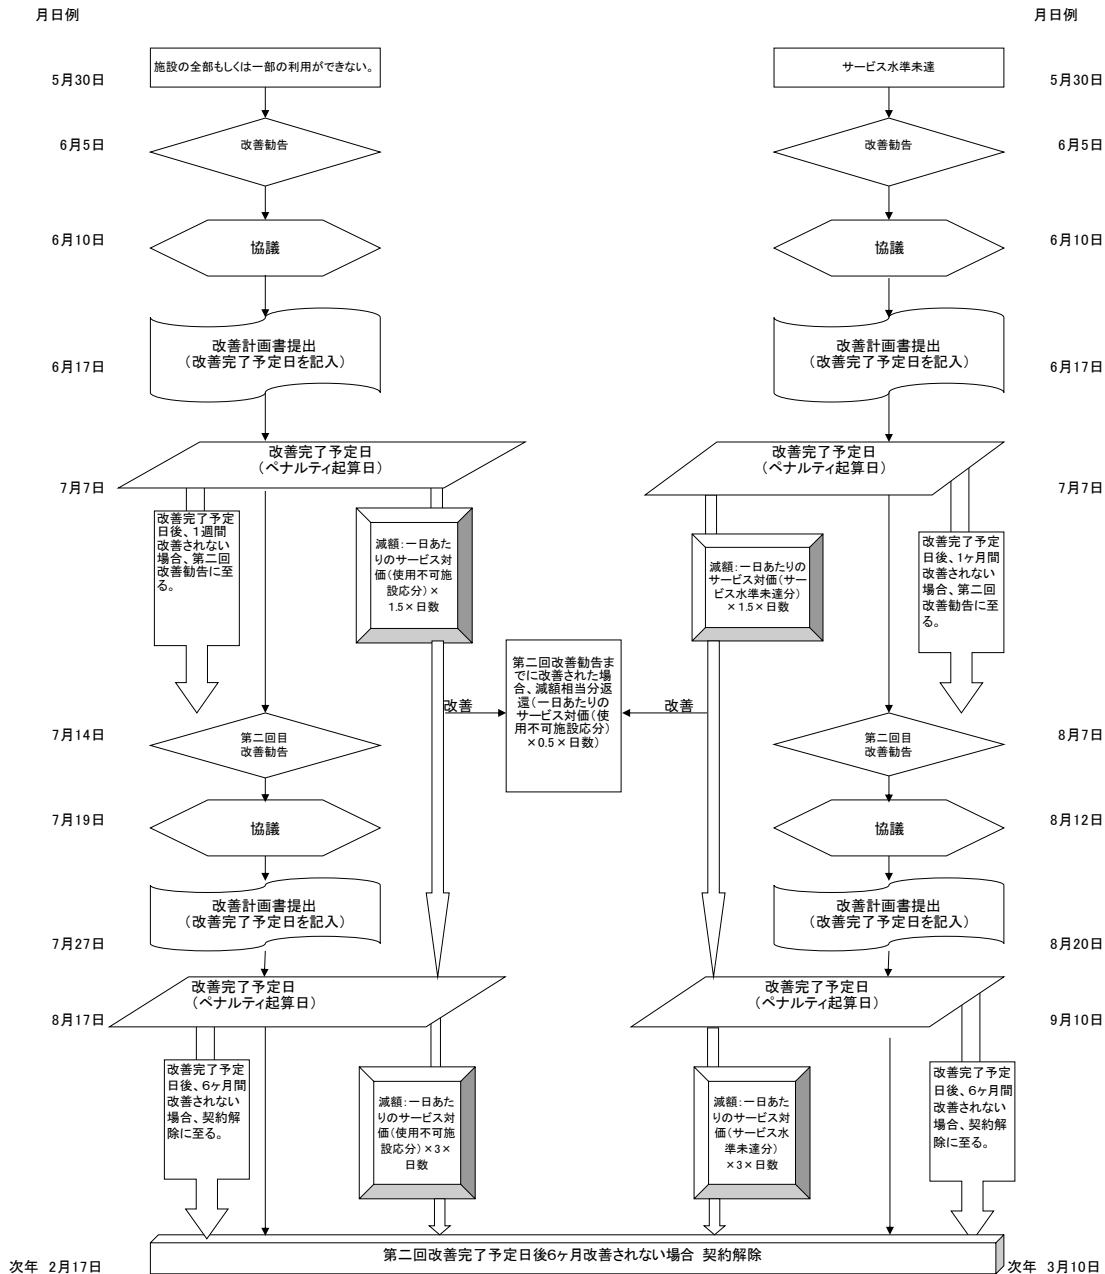 月日例
月日例
施設の全部もしくは一部の利用ができない。
サービス水準未達
5月30日
5月30日
改善勧告
改善勧告
6月5日
6月5日
6月10日
協議
協議
6月10日
改善計画書提出
(改善完了予定日を記入)
改善計画書提出
(改善完了予定日を記入)
6月17日
6月17日
改善完了予定日
(ペナルティ起算日)
改善完了予定日
(ペナルティ起算日)
7月7日
7月7日
改善完了予定
日後、1週間
改善されない
場合、第二回
改善勧告に至
る。
減額:一日あた
りのサービス対
価(使用不可施
設応分)×
1.5×日数
減額:一日あたりの
サービス対価(サー
ビス水準未達分)
×1.5×日数
改善完了予定
日後、1ヶ月間
改善されない
場合、第二回
改善勧告に至
る。
第二回改善勧告ま
でに改善された場
合、減額相当分返
還(一日あたりの
サービス対価(使
用不可施設応分)
×0.5×日数)
改善
改善
7月14日
第二回目
改善勧告
第二回目
改善勧告
8月7日
7月19日
協議
協議
8月12日
改善計画書提出
(改善完了予定日を記入)
改善計画書提出
(改善完了予定日を記入)
7月27日
8月20日
改善完了予定日
(ペナルティ起算日)
改善完了予定日
(ペナルティ起算日)
8月17日
9月10日
改善完了予定
日後、6ヶ月間
改善されない
場合、契約解
除に至る。
減額:一日あた
りのサービス対
価(使用不可施
設応分)×3×
日数
減額:一日あた
りのサービス対
価(サービス水
準未達分)
×3×日数
改善完了予定
日後、6ヶ月間
改善されない
場合、契約解
除に至る。
第二回改善完了予定日後6ヶ月改善されない場合 契約解除
次年 2月17日
次年 3月10日